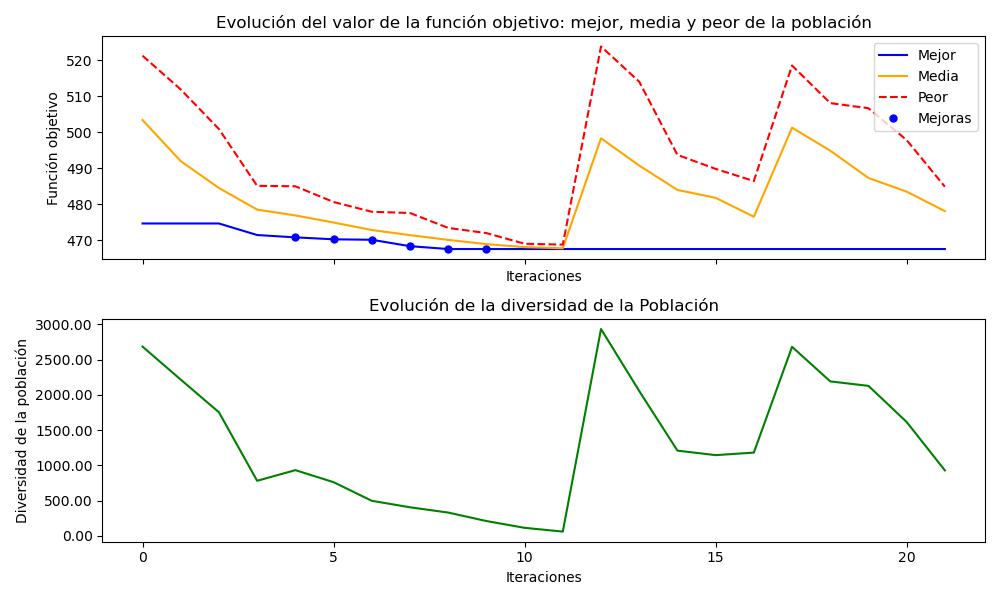 Evolución del valor de la función objetivo: mejor, media y peor de la población
Función objetivo
520
510
500
490
480
470
Mejor
Media
Peor
Mejoras
Iteraciones
Evolución de la diversidad de la Población
Diversidad de la población
3000.00
2500.00
2000.00
1500.00
1000.00
500.00
0.00
0 5 10 15 20
Iteraciones